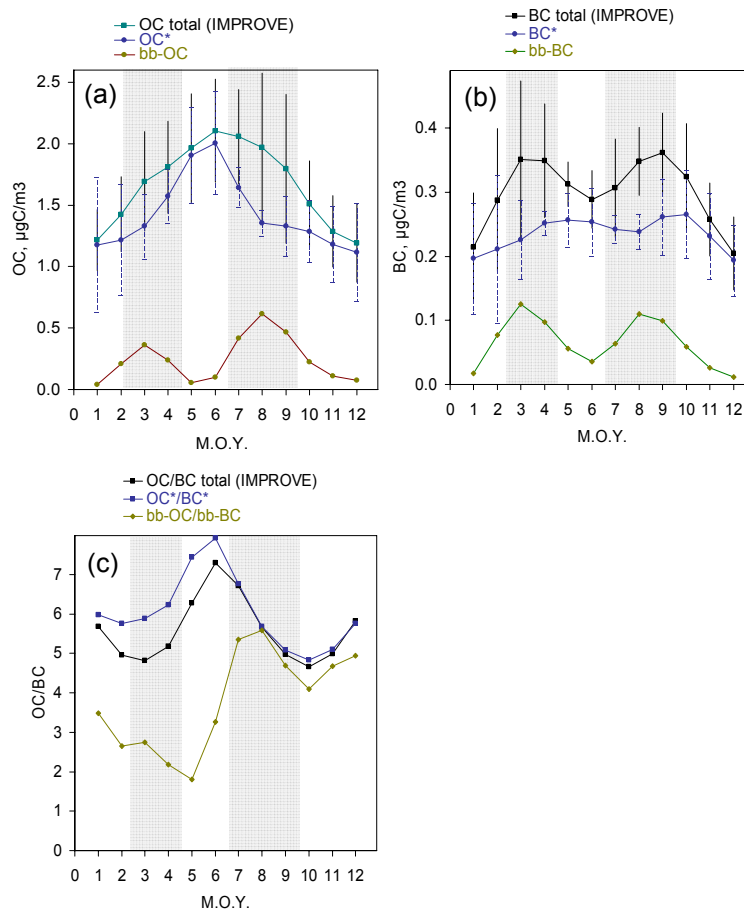 OC total (IMPROVE)
OC*
bb-OC
(a)
2.5
2.0
1.5
1.0
0.5
0.0
OC, µgC/m3
0 1 2 3 4 5 6 7 8 9 10 11 12
M.O.Y.
BC total (IMPROVE)
BC*
bb-BC
(b)
0.4
0.3
0.2
0.1
0.0
BC, µgC/m3
0 1 2 3 4 5 6 7 8 9 10 11 12
M.O.Y.
OC/BC total (IMPROVE)
OC*/BC*
bb-OC/bb-BC
(c)
7
6
5
4
3
2
1
0
OC/BC
0 1 2 3 4 5 6 7 8 9 10 11 12
M.O.Y.